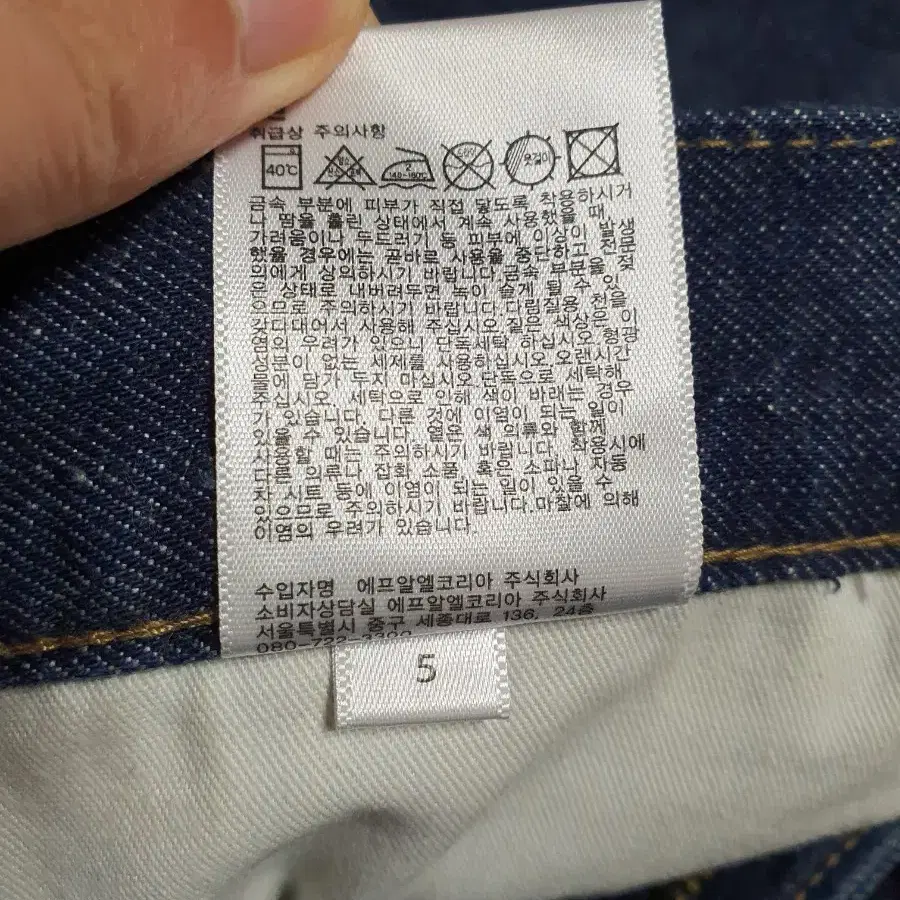 취급상 주의사항
40℃ 염소 표백 140~160℃ 옷걸이
금속 부분에 피부가 직접 닿도록 착용하시거
나 땀을 흘린 상태에서 계속 사용했을 때,
가려움이나 두드러기 등 피부에 이상이 발생
했을 경우에는 곧바로 사용을 중단하고 전문
의에게 상의하시기 바랍니다.금속 부분을 젖
은 상태로 내버려두면 녹이 슬게 될 수 있
으므로 주의하시기 바랍니다.다림질용 천을
갖다대어서 사용해 주십시오.짙은 색상은 이
염의 우려가 있으니 단독세탁 하십시오.형광
성분이 없는 세제를 사용하십시오.오랜시간
물에 담가 두지 마십시오.단독으로 세탁해
주십시오. 세탁으로 인해 색이 바래는 경우
가 있습니다. 다른 것에 이염이 되는 일이
있을 수 있습니다. 옅은 색 의류와 함께
사용할 때는 주의하시기 바랍니다. 착용시에
다른 의류나 잡화 소품 혹은 소파나 자동
차 시트 등에 이염이 되는 일이 있을 수
있으므로 주의하시기 바랍니다.마찰에 의해
이염의 우려가 있습니다.
수입자명 에프알엘코리아 주식회사
소비자상담실 에프알엘코리아 주식회사
서울특별시 중구 세종대로 136, 24층
080-722-3300
5